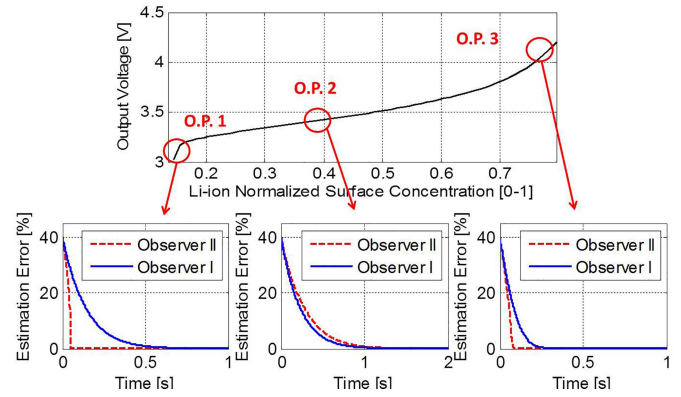 4.5
O.P. 3
Output Voltage [V]
4
O.P. 2
3.5
O.P. 1
3
0.2 0.3 0.4 0.5 0.6 0.7
Li-ion Normalized Surface Concentration [0-1]
Estimation Error [%]
40
20
0
Observer II
Observer I
0 0.5 1
Time [s]
Estimation Error [%]
40
20
0
Observer II
Observer I
0 1 2
Time [s]
Estimation Error [%]
40
20
0
Observer II
Observer I
0 0.5 1
Time [s]